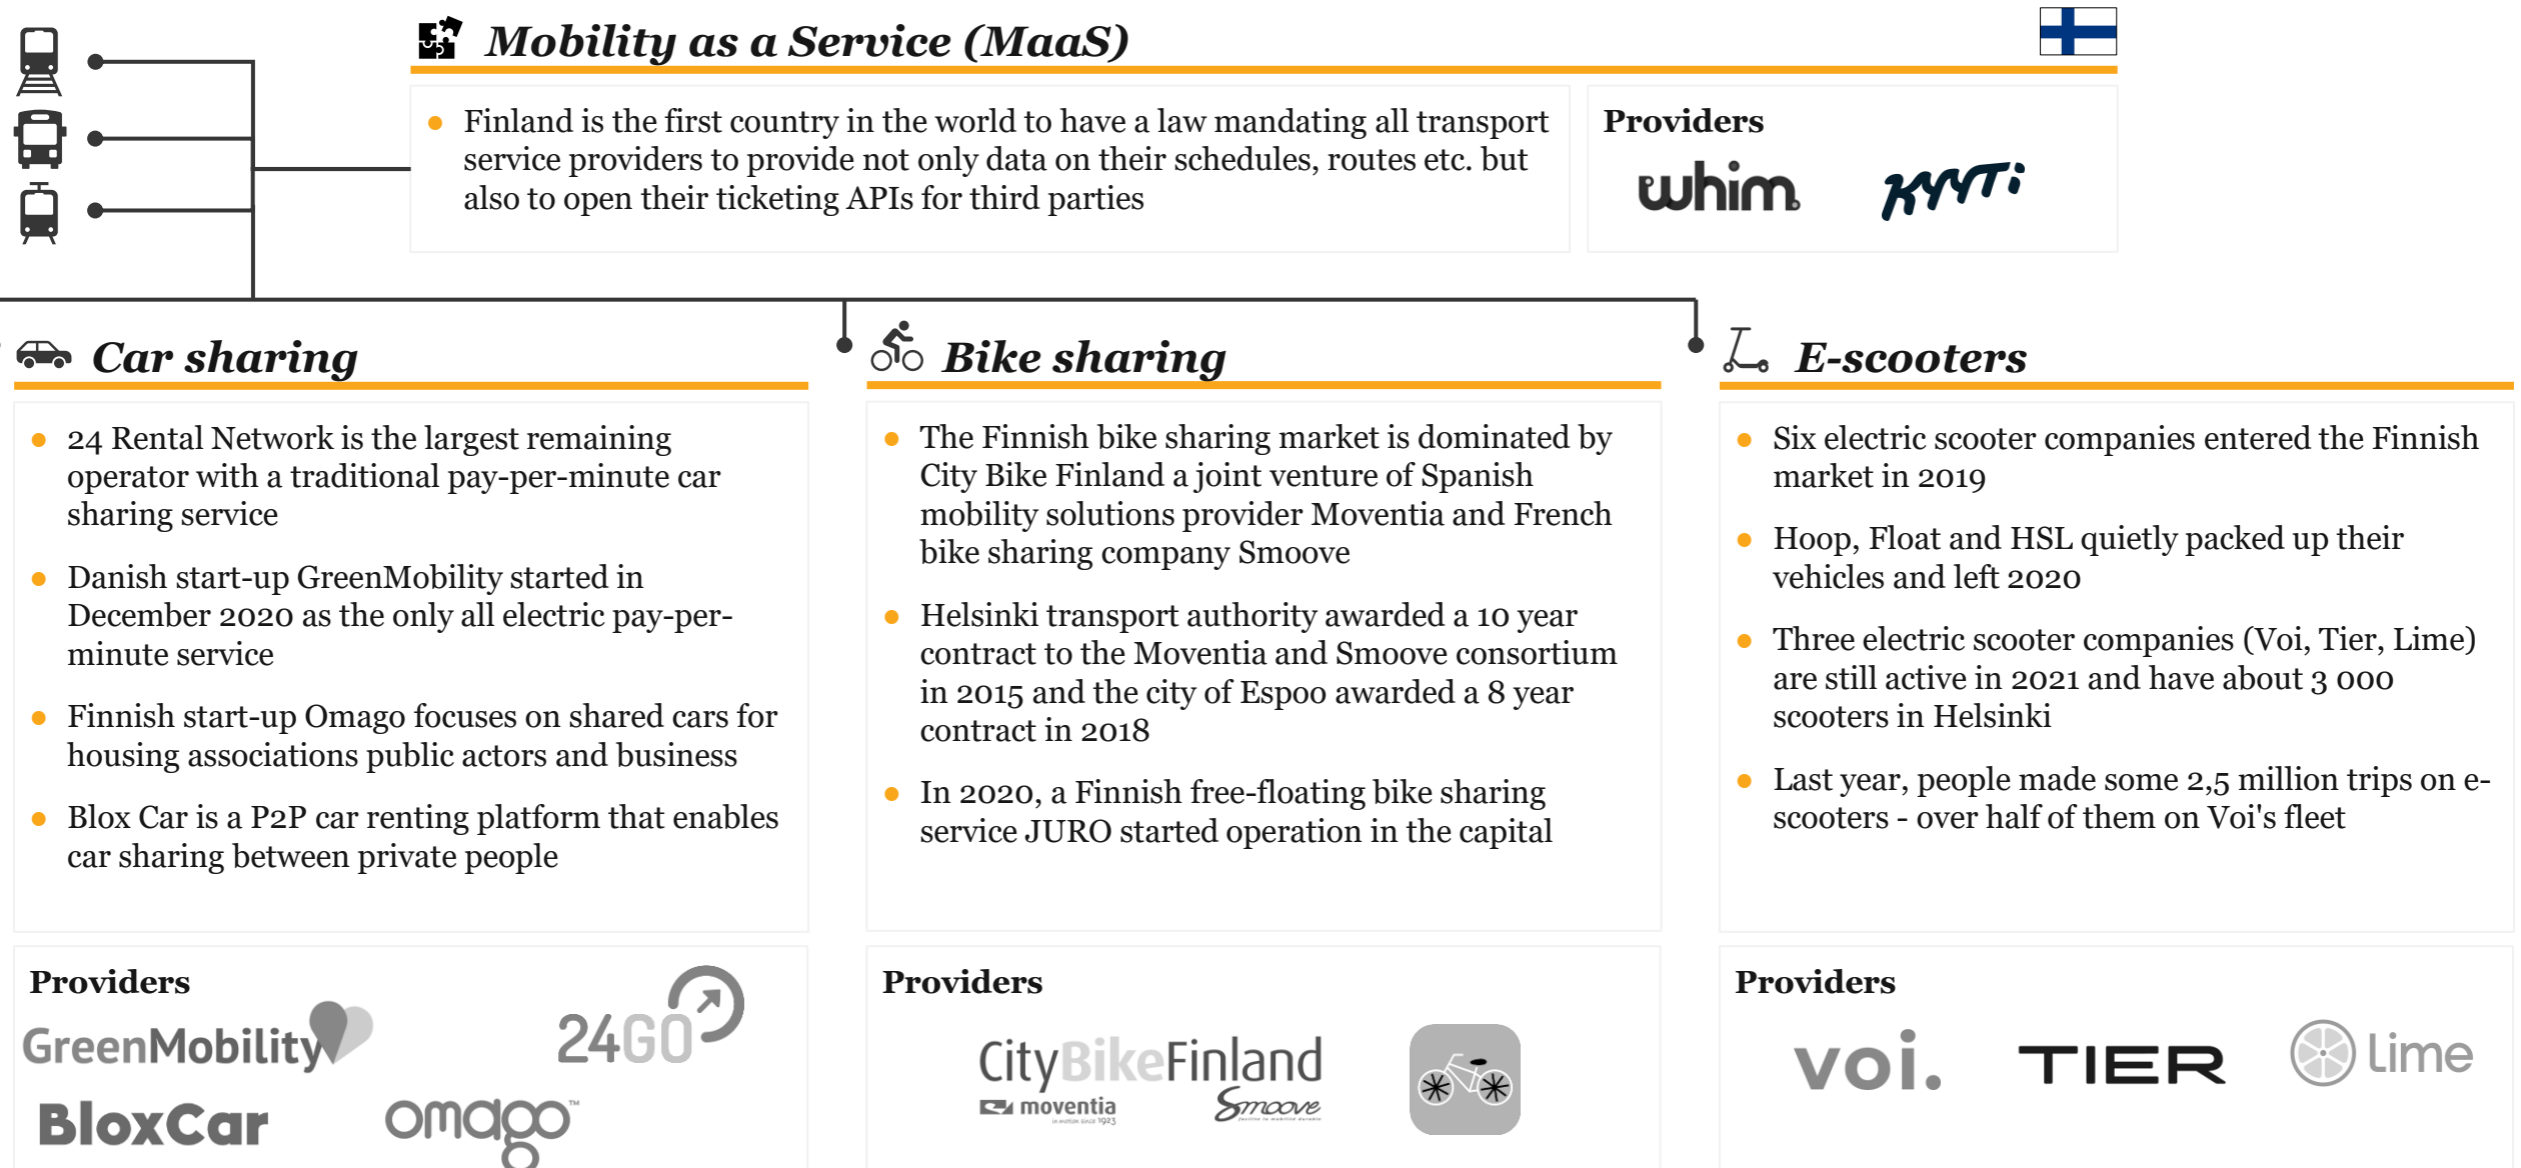 Mobility as a Service (MaaS)
● Finland is the first country in the world to have a law mandating all transport
service providers to provide not only data on their schedules, routes etc. but
also to open their ticketing APIs for third parties
Providers
whim
KYYTi
Car sharing
● 24 Rental Network is the largest remaining
operator with a traditional pay-per-minute car
sharing service
● Danish start-up GreenMobility started in
December 2020 as the only all electric pay-per-
minute service
● Finnish start-up Omago focuses on shared cars for
housing associations public actors and business
● Blox Car is a P2P car renting platform that enables
car sharing between private people
Providers
GreenMobility
24GO
BloxCar
omago™
Bike sharing
● The Finnish bike sharing market is dominated by
City Bike Finland a joint venture of Spanish
mobility solutions provider Moventia and French
bike sharing company Smoove
● Helsinki transport authority awarded a 10 year
contract to the Moventia and Smoove consortium
in 2015 and the city of Espoo awarded a 8 year
contract in 2018
● In 2020, a Finnish free-floating bike sharing
service JURO started operation in the capital
Providers
CityBikeFinland
moventia
in motion since 1923
Smoove
E-scooters
● Six electric scooter companies entered the Finnish
market in 2019
● Hoop, Float and HSL quietly packed up their
vehicles and left 2020
● Three electric scooter companies (Voi, Tier, Lime)
are still active in 2021 and have about 3 000
scooters in Helsinki
● Last year, people made some 2,5 million trips on e-
scooters - over half of them on Voi's fleet
Providers
voi.
TIER
Lime